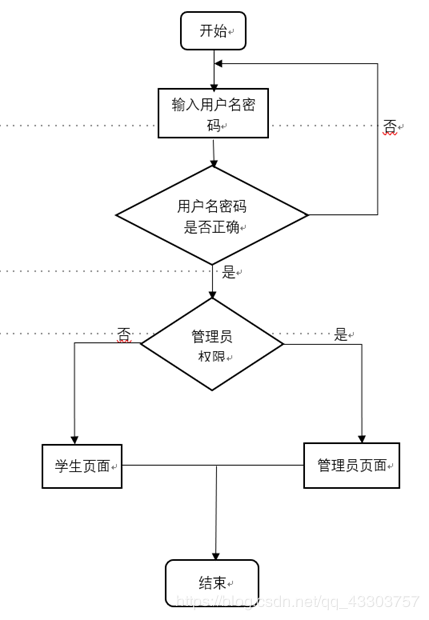 开始
输入用户名密
码
否
用户名密码
是否正确
是
否
管理员
权限
是
学生页面
管理员页面
结束
https://blog.csdn.net/qq_43303757